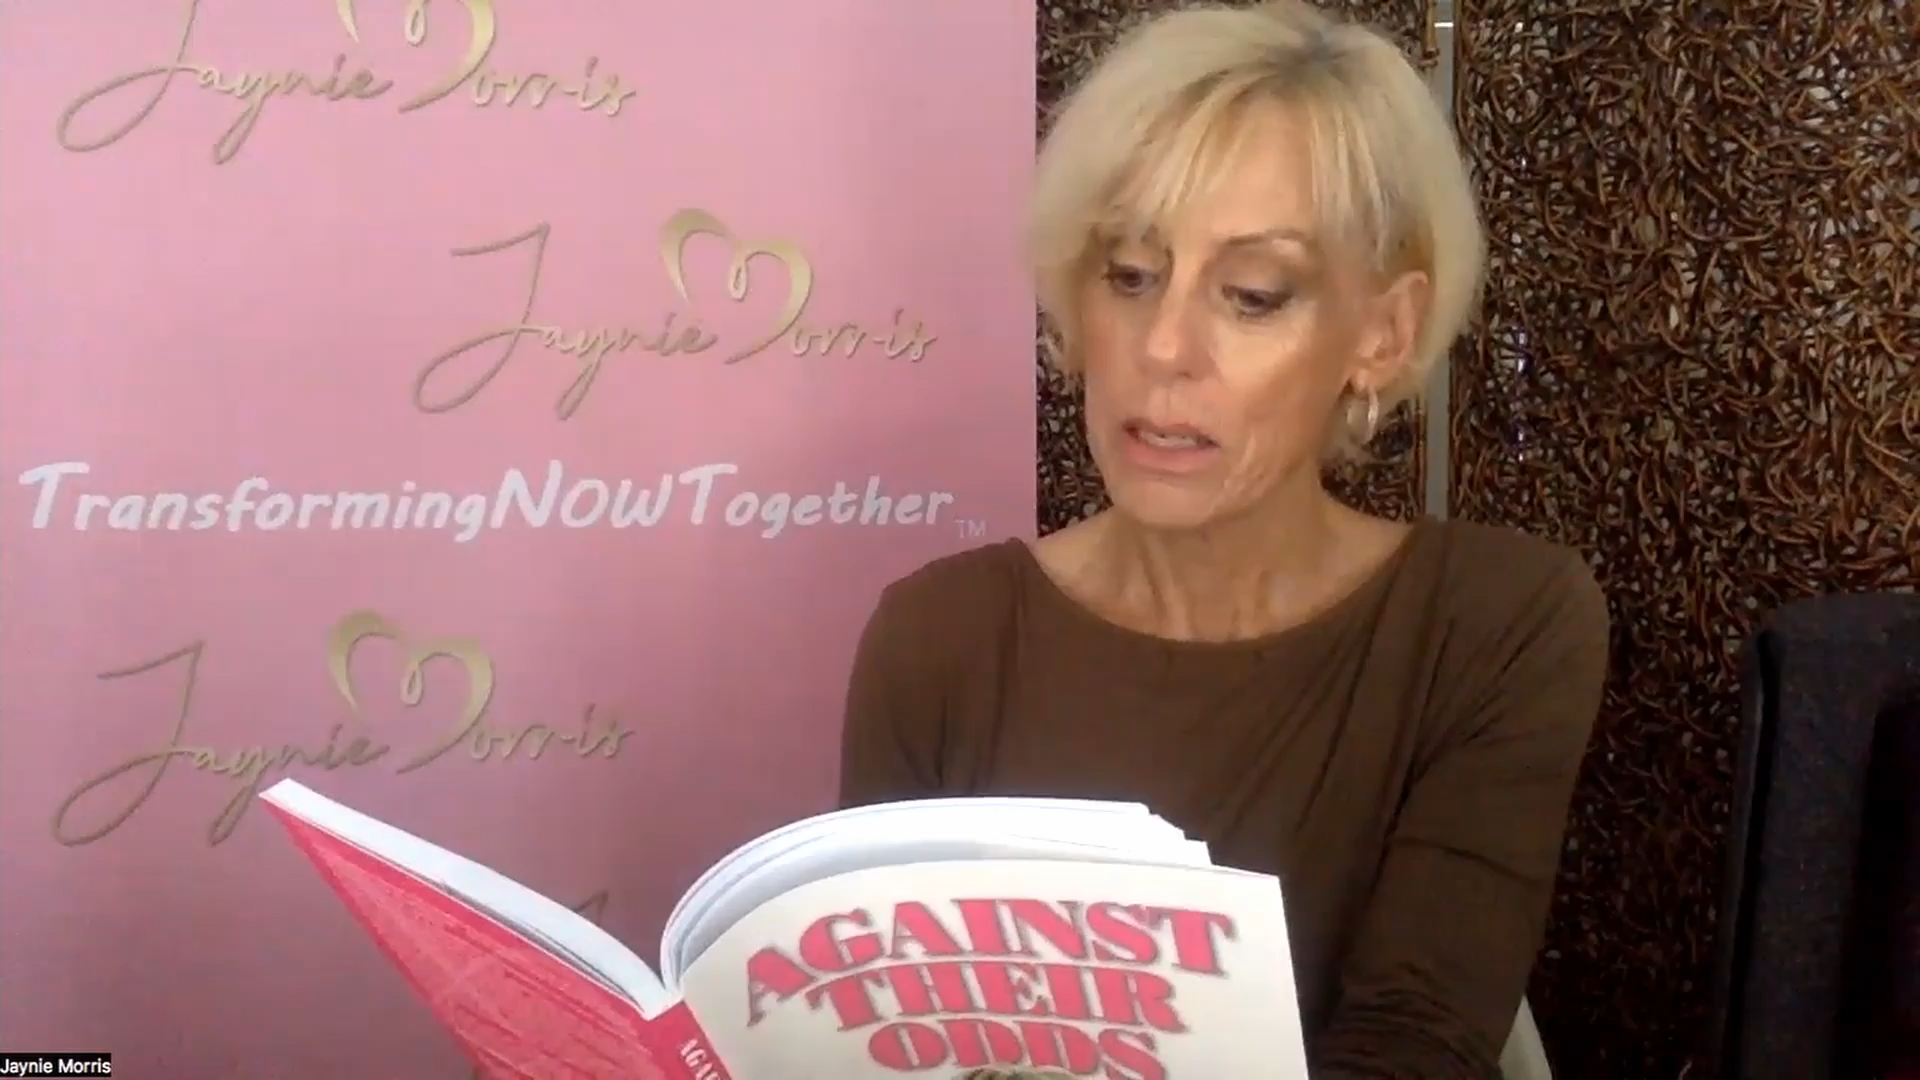 Jaynie Morris
Jaynie Morris
TransformingNOWTogether™
Jaynie Morris
AGAINST
THEIR
ODDS
Jaynie Morris